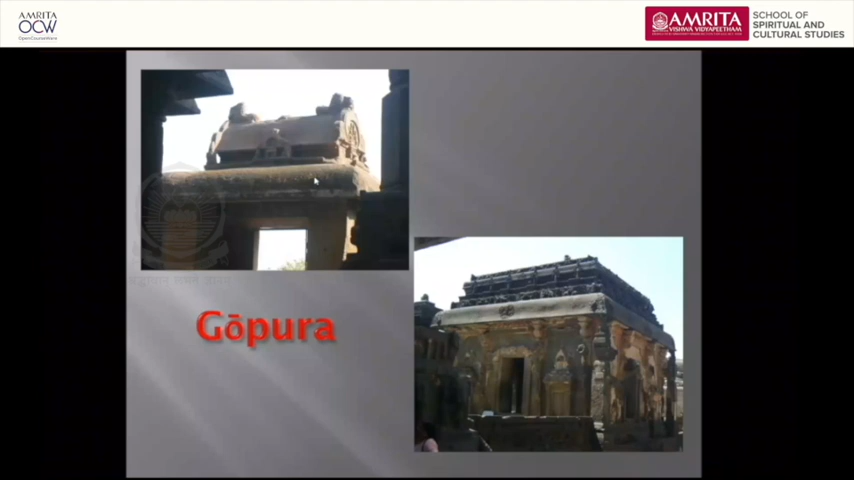 AMRITA
OCW
OpenCourseWare
AMRITA
VISHWA VIDYAPEETHAM
SCHOOL OF
SPIRITUAL AND
CULTURAL STUDIES
Gōpura